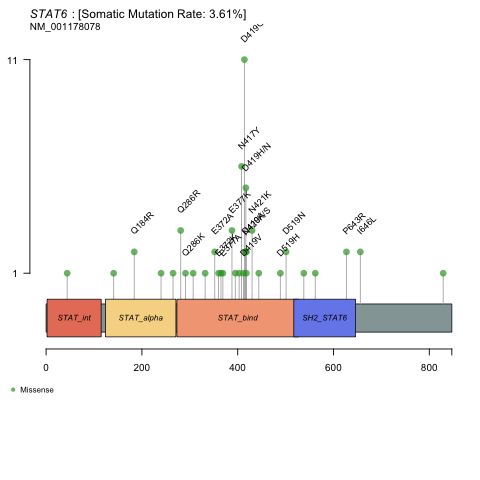 STAT6 : [Somatic Mutation Rate: 3.61%]
NM_001178078
11
1
N417Y
D419H/N
Q184R
Q286R
Q286K
E372A
E377K
N421K
D419V
D519N
D519H
P643R
I646L
STAT_int
STAT_alpha
STAT_bind
SH2_STAT6
0
200
400
600
800
Missense